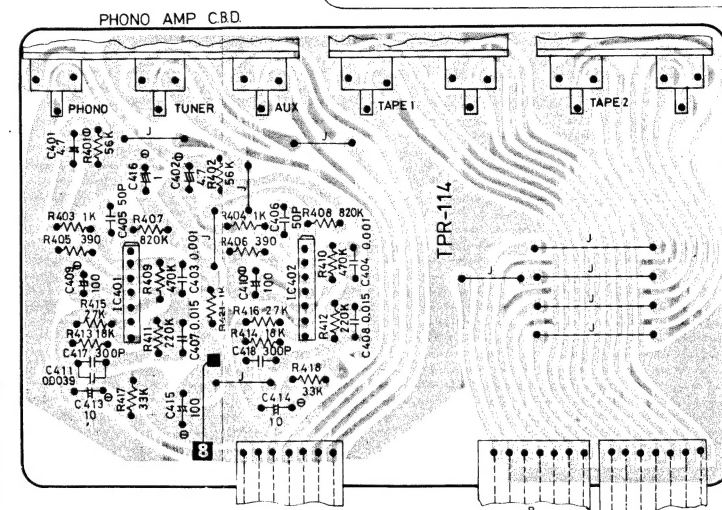 PHONO AMP C.B.D.
PHONO
TUNER
AUX
TAPE 1
TAPE 2
C401
4.7
R401
56K
J
C416
1
C402
4.7
R402
56K
J
J
C405 50P
C406
50P
R403 1K
R407
820K
R404 1K
R408 820K
R405 390
R406 390
J
TPR-114
C409
100
IC401
R409
470K
C403 0.001
C410
100
IC402
R410
470K
C404 0.001
J
J
J
J
J
R415
27K
R413 18K
R411
220K
C407 0.015
R421 1K
R416 27K
R414 18K
R412
220K
C408 0.015
C417 300P
C418 300P
C411
0.0039
R417
33K
J
R418
33K
C413
10
C415
100
C414
10
8